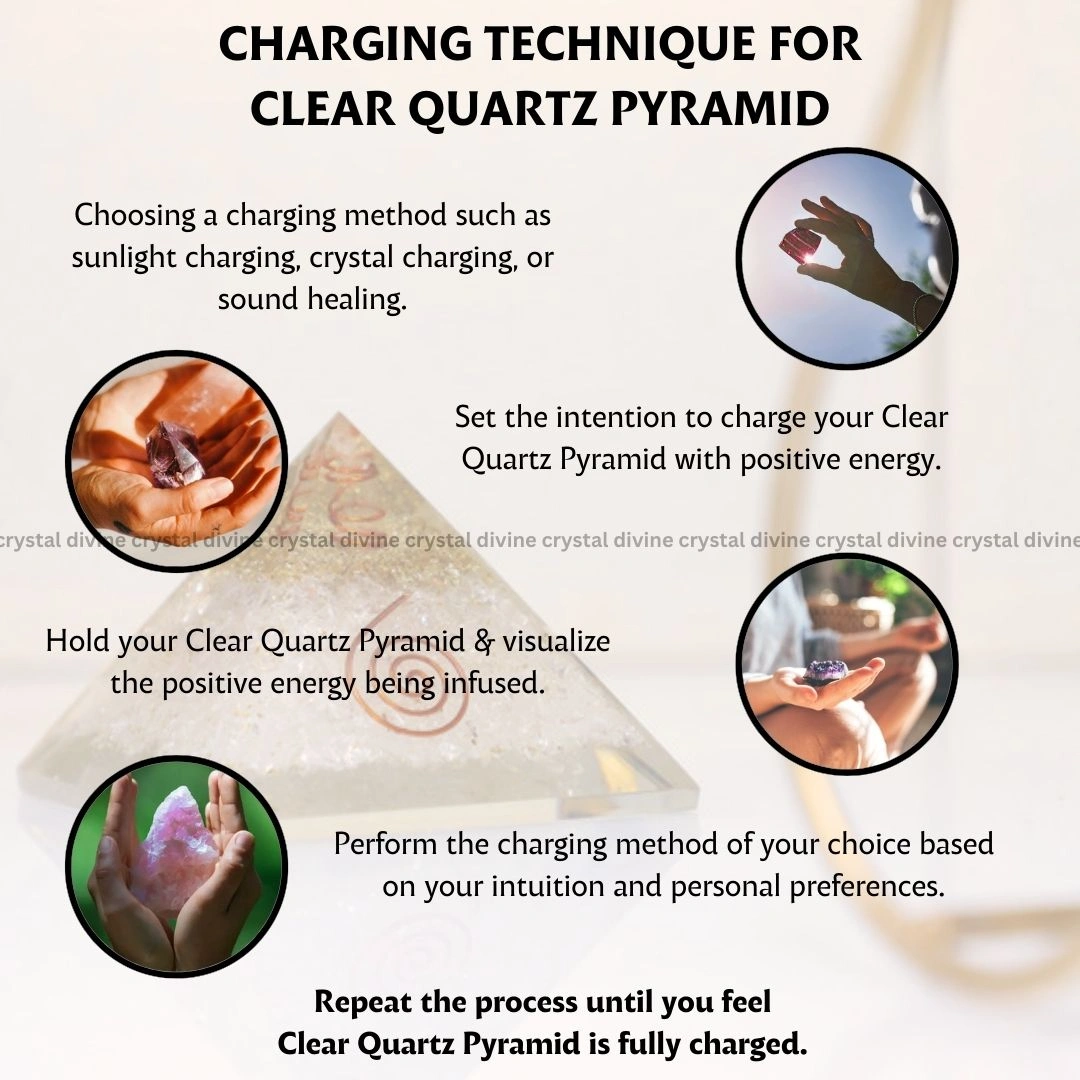 CHARGING TECHNIQUE FOR
CLEAR QUARTZ PYRAMID
Choosing a charging method such as
sunlight charging, crystal charging, or
sound healing.
Set the intention to charge your Clear
Quartz Pyramid with positive energy.
crystal divine crystal divine crystal divine crystal divine crystal divine crystal divine crystal divine crystal divine
Hold your Clear Quartz Pyramid & visualize
the positive energy being infused.
Perform the charging method of your choice based
on your intuition and personal preferences.
Repeat the process until you feel
Clear Quartz Pyramid is fully charged.